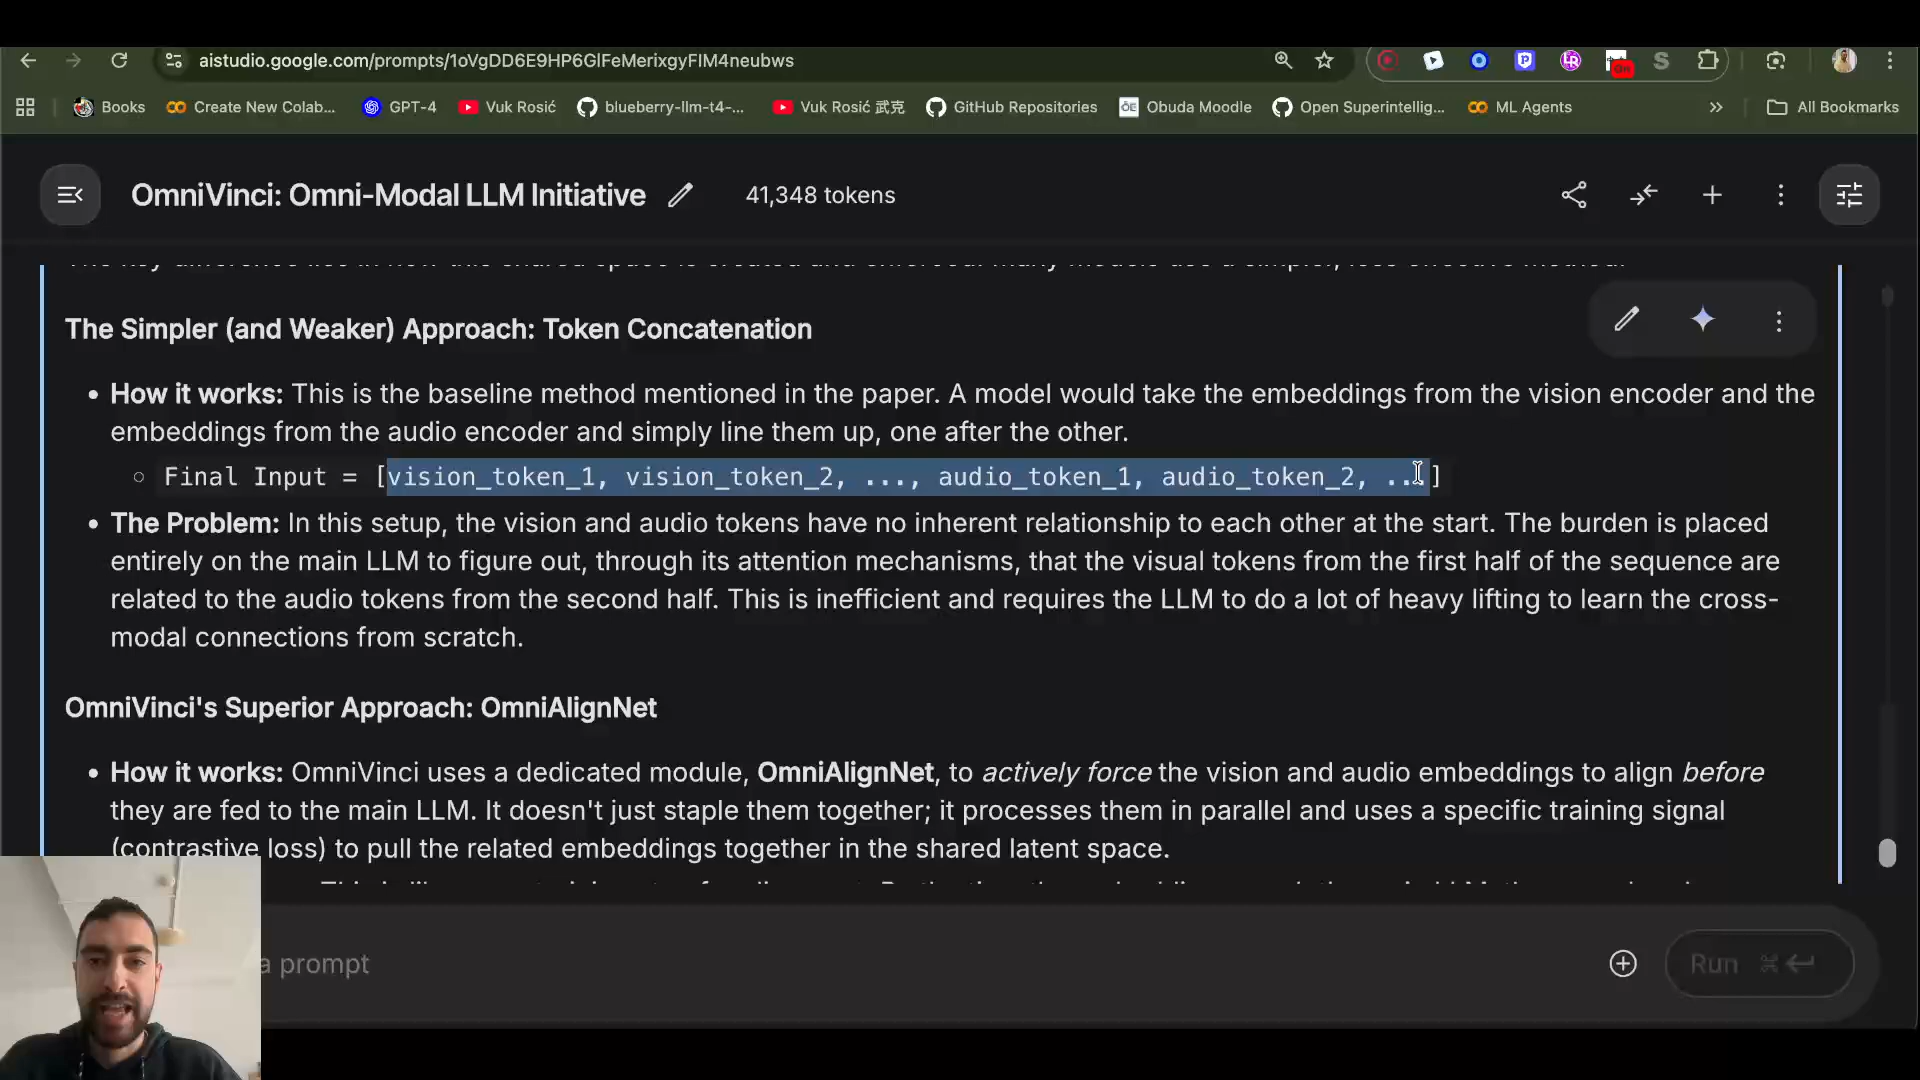 aistudio.google.com/prompts/1oVgDD6E9HP6GlFeMerixgyFIM4neubws
On
Books
Create New Colab...
GPT-4
Vuk Rosić
blueberry-llm-t4-...
Vuk Rosić 武克
GitHub Repositories
Obuda Moodle
Open Superintellig...
ML Agents
All Bookmarks
OmniVinci: Omni-Modal LLM Initiative
41,348 tokens
The Simpler (and Weaker) Approach: Token Concatenation
• How it works: This is the baseline method mentioned in the paper. A model would take the embeddings from the vision encoder and the
embeddings from the audio encoder and simply line them up, one after the other.
Final Input = [vision_token_1, vision_token_2, ..., audio_token_1, audio_token_2, ...]
• The Problem: In this setup, the vision and audio tokens have no inherent relationship to each other at the start. The burden is placed
entirely on the main LLM to figure out, through its attention mechanisms, that the visual tokens from the first half of the sequence are
related to the audio tokens from the second half. This is inefficient and requires the LLM to do a lot of heavy lifting to learn the cross-
modal connections from scratch.
OmniVinci's Superior Approach: OmniAlignNet
• How it works: OmniVinci uses a dedicated module, OmniAlignNet, to actively force the vision and audio embeddings to align before
they are fed to the main LLM. It doesn't just staple them together; it processes them in parallel and uses a specific training signal
(contrastive loss) to pull the related embeddings together in the shared latent space.
a prompt
Run